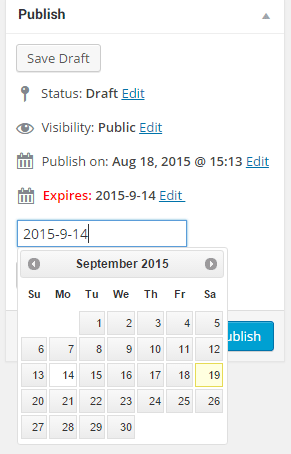 Publish
Save Draft
Status: Draft Edit
Visibility: Public Edit
Publish on: Aug 18, 2015 @ 15:13 Edit
Expires: 2015-9-14 Edit
2015-9-14
September 2015
Su Mo Tu We Th Fr Sa
1 2 3 4 5
6 7 8 9 10 11 12
13 14 15 16 17 18 19
20 21 22 23 24 25 26
27 28 29 30